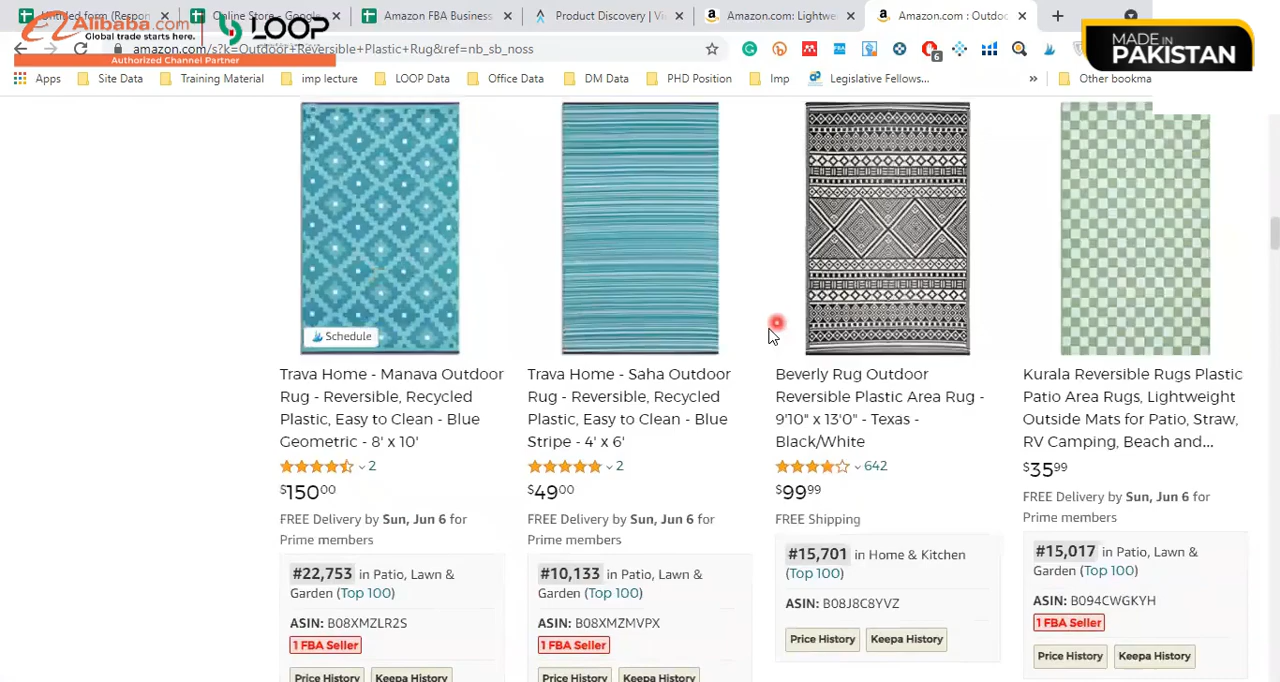 Untitled form (Respon
Online Store - Google
Amazon FBA Business
Product Discovery | Vi
Amazon.com: Lightwe
Amazon.com : Outdoo
Alibaba.com
Global trade starts here.
Authorized Channel Partner
LOOP
MADE IN
PAKISTAN
amazon.com/s?k=Outdoor+Reversible+Plastic+Rug&ref=nb_sb_noss
6
Apps
Site Data
Training Material
imp lecture
LOOP Data
Office Data
DM Data
PHD Position
Imp
Legislative Fellows...
»
Other bookma
Schedule
Trava Home - Manava Outdoor
Rug - Reversible, Recycled
Plastic, Easy to Clean - Blue
Geometric - 8' x 10'
2
$15000
FREE Delivery by Sun, Jun 6 for
Prime members
#22,753 in Patio, Lawn &
Garden (Top 100)
ASIN: B08XMZLR2S
1 FBA Seller
Price History
Keepa History
Trava Home - Saha Outdoor
Rug - Reversible, Recycled
Plastic, Easy to Clean - Blue
Stripe - 4' x 6'
2
$4900
FREE Delivery by Sun, Jun 6 for
Prime members
#10,133 in Patio, Lawn &
Garden (Top 100)
ASIN: B08XMZMVPX
1 FBA Seller
Price History
Keepa History
Beverly Rug Outdoor
Reversible Plastic Area Rug -
9'10" x 13'0" - Texas -
Black/White
642
$9999
FREE Shipping
#15,701 in Home & Kitchen
(Top 100)
ASIN: B08J8C8YVZ
Price History
Keepa History
Kurala Reversible Rugs Plastic
Patio Area Rugs, Lightweight
Outside Mats for Patio, Straw,
RV Camping, Beach and...
$3599
FREE Delivery by Sun, Jun 6 for
Prime members
#15,017 in Patio, Lawn &
Garden (Top 100)
ASIN: B094CWGKYH
1 FBA Seller
Price History
Keepa History